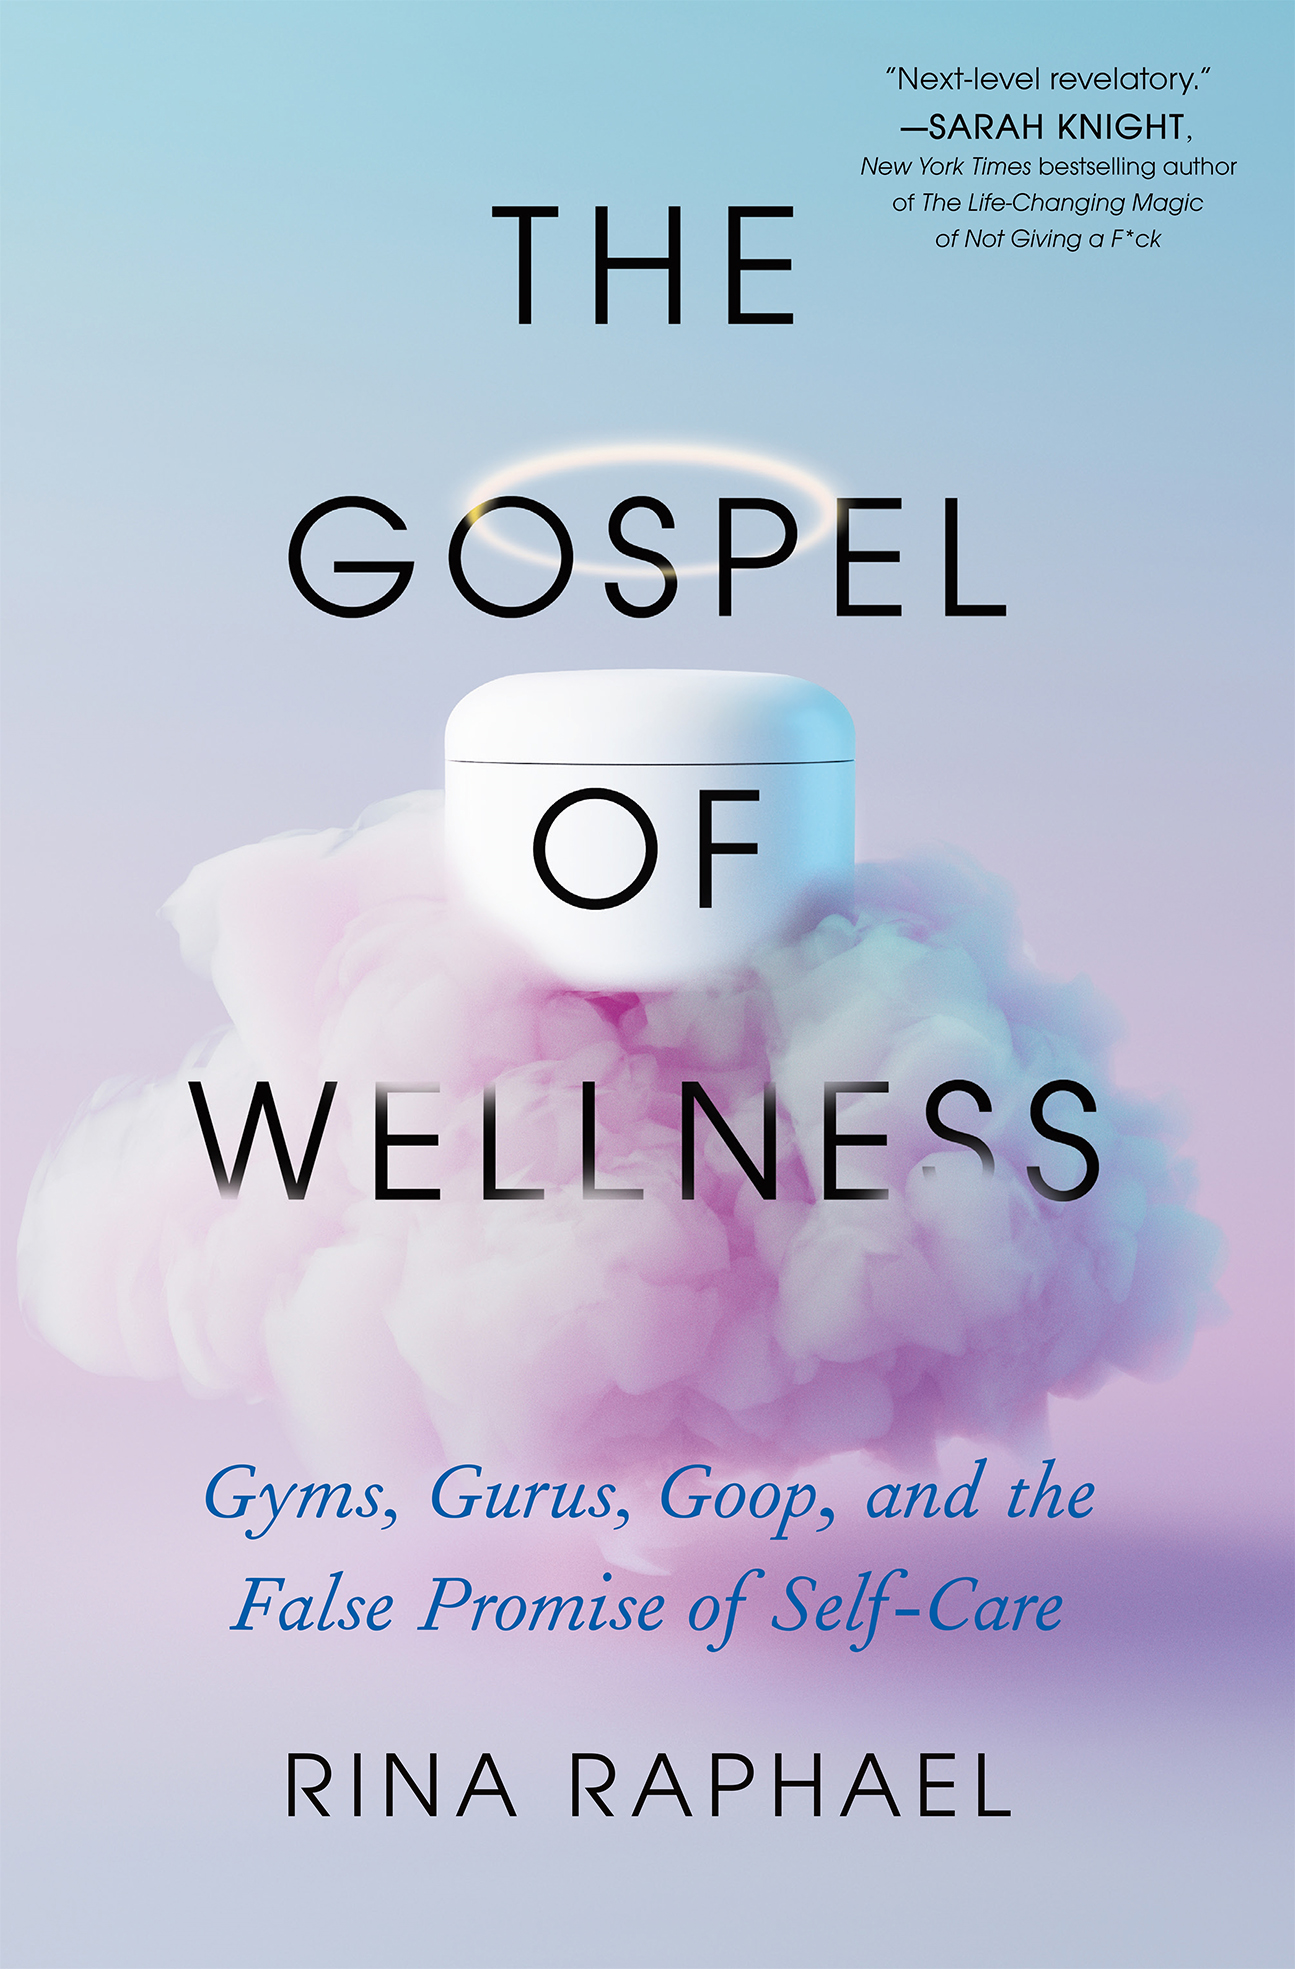 "Next-level revelatory."
—SARAH KNIGHT,
New York Times bestselling author
of The Life-Changing Magic
of Not Giving a F*ck
THE
GOSPEL
OF
WELLNESS
Gyms, Gurus, Goop, and the
False Promise of Self-Care
RINA RAPHAEL